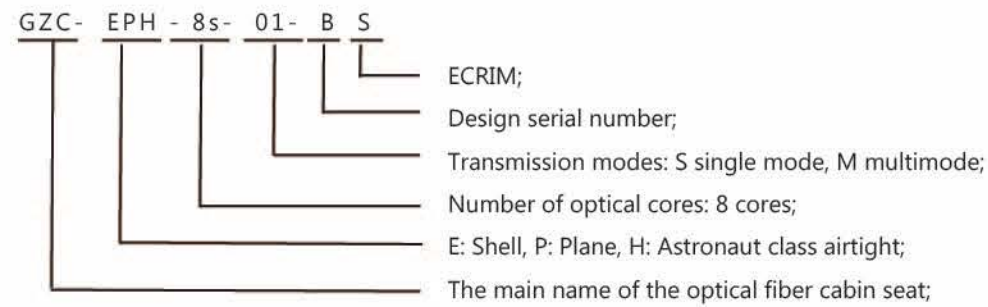 GZC- EPH - 8s- 01- B S
ECRIM;
Design serial number;
Transmission modes: S single mode, M multimode;
Number of optical cores: 8 cores;
E: Shell, P: Plane, H: Astronaut class airtight;
The main name of the optical fiber cabin seat;